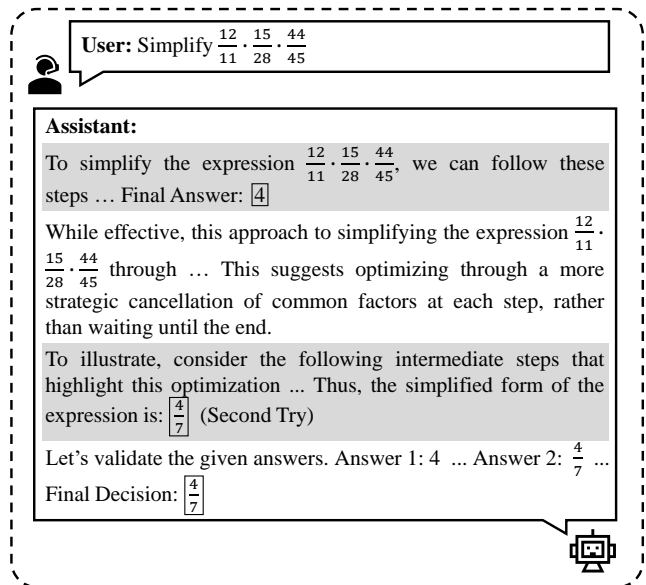 User: Simplify 12/11 · 15/28 · 44/45
Assistant:
To simplify the expression 12/11 · 15/28 · 44/45, we can follow these
steps … Final Answer: 4
While effective, this approach to simplifying the expression 12/11 ·
15/28 · 44/45 through … This suggests optimizing through a more
strategic cancellation of common factors at each step, rather
than waiting until the end.
To illustrate, consider the following intermediate steps that
highlight this optimization ... Thus, the simplified form of the
expression is: 4/7 (Second Try)
Let's validate the given answers. Answer 1: 4 ... Answer 2: 4/7 ...
Final Decision: 4/7